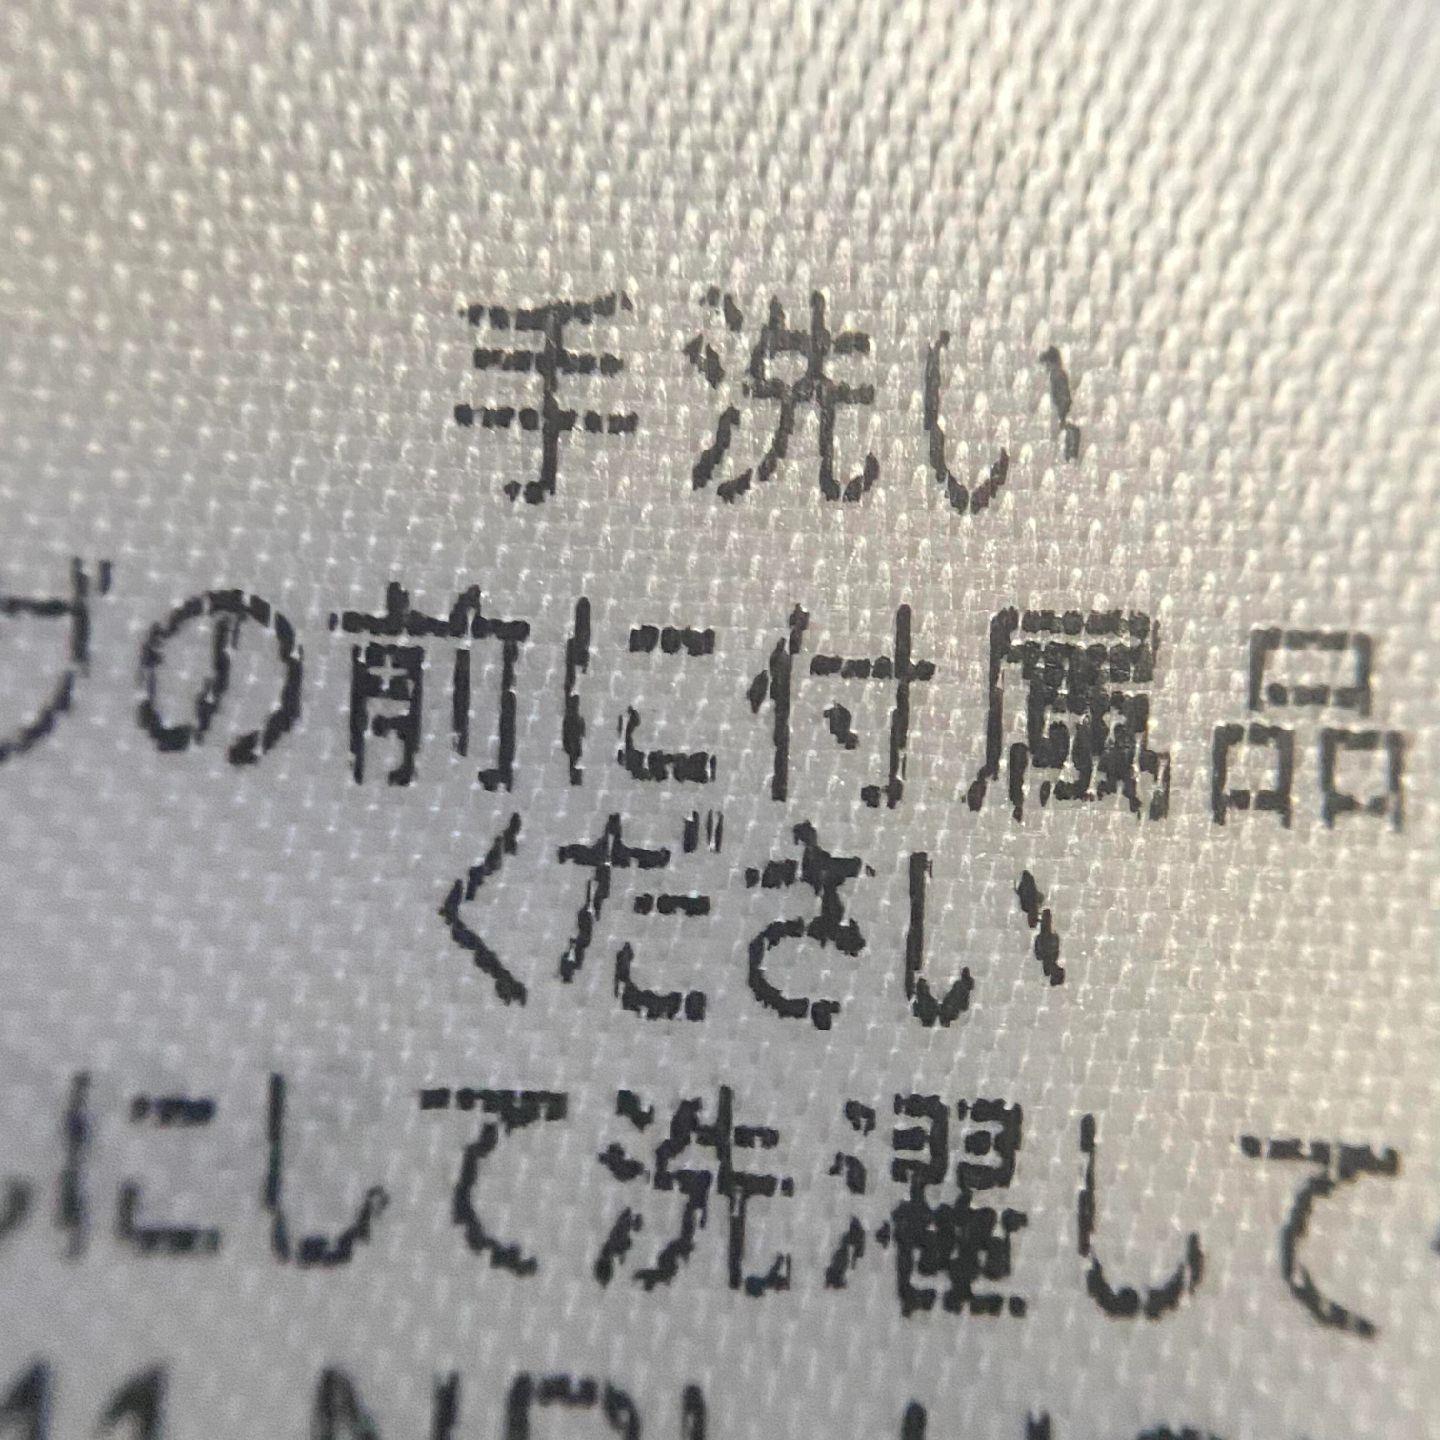 手洗い
の前に付属品
ください
にして洗濯して